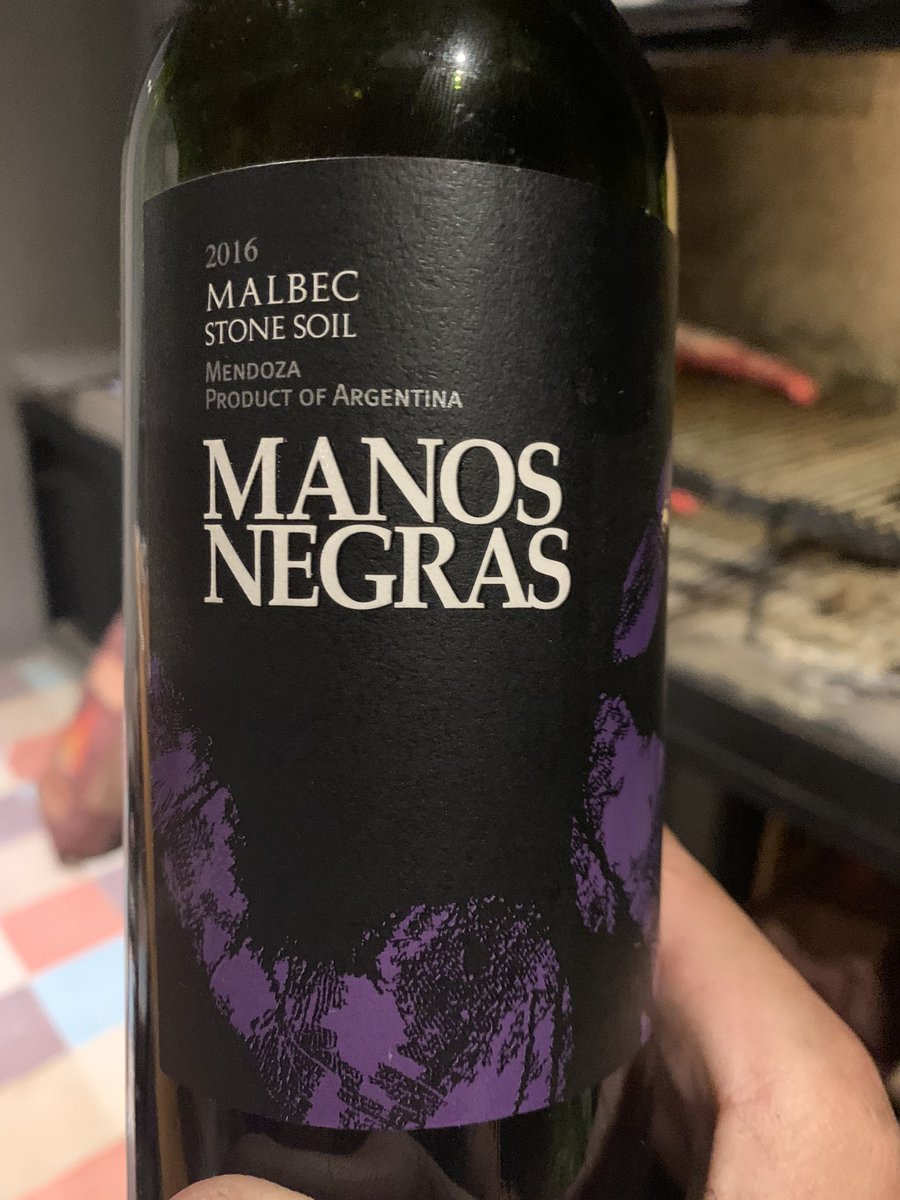 2016
MALBEC
STONE SOIL
MENDOZA
PRODUCT OF ARGENTINA
MANOS
NEGRAS